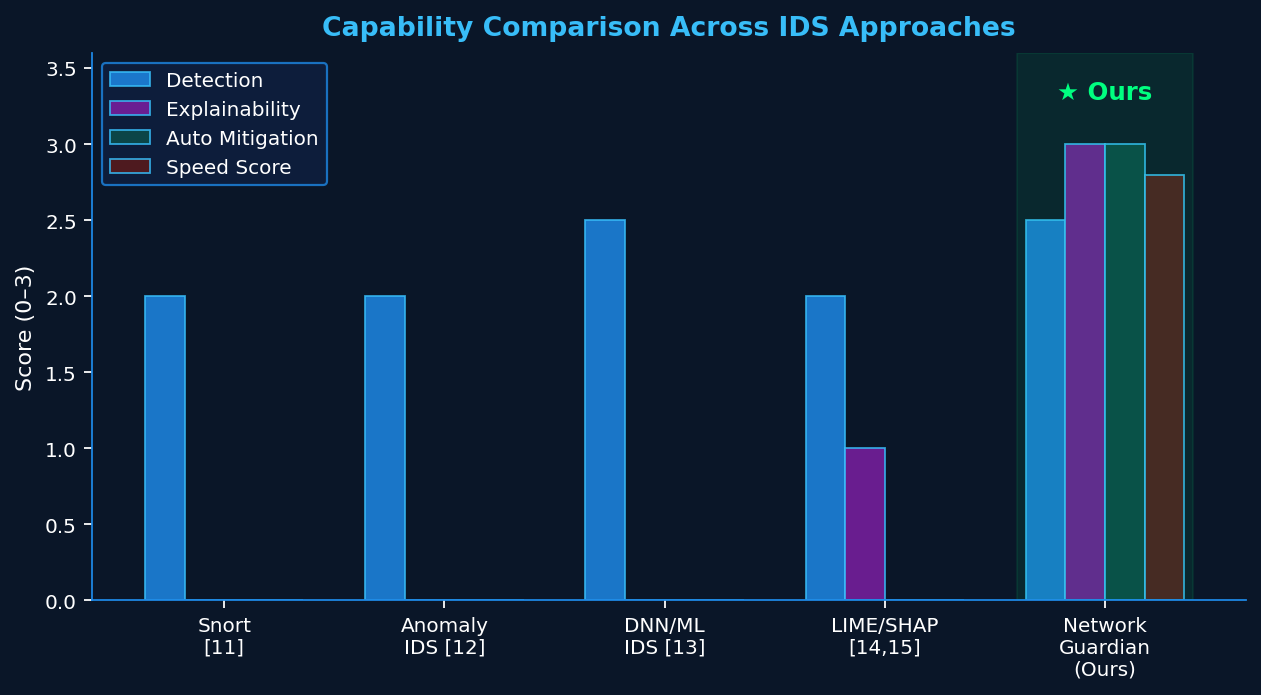 Capability Comparison Across IDS Approaches
3.5
3.0
2.5
2.0
1.5
1.0
0.5
0.0
Score (0–3)
Detection
Explainability
Auto Mitigation
Speed Score
★ Ours
Snort
[11]
Anomaly
IDS [12]
DNN/ML
IDS [13]
LIME/SHAP
[14,15]
Network
Guardian
(Ours)